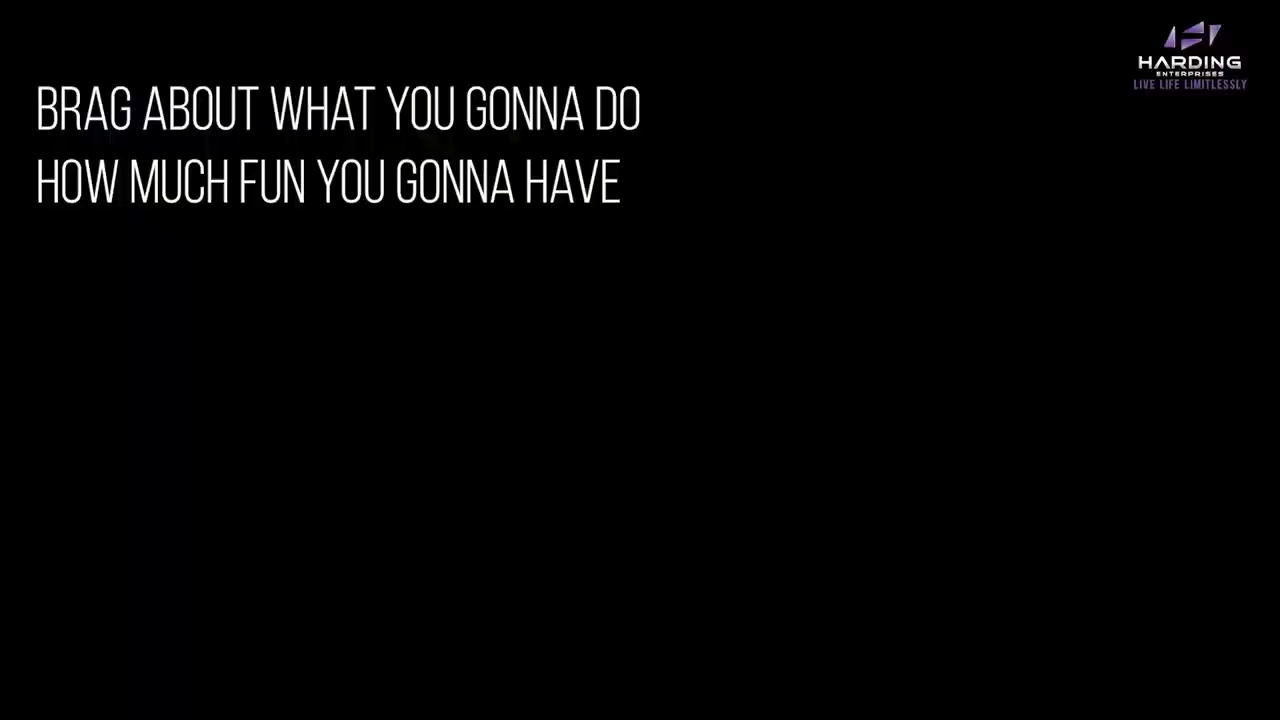 BRAG ABOUT WHAT YOU GONNA DO
HOW MUCH FUN YOU GONNA HAVE
HARDING
ENTERPRISES
LIVE LIFE LIMITLESSLY